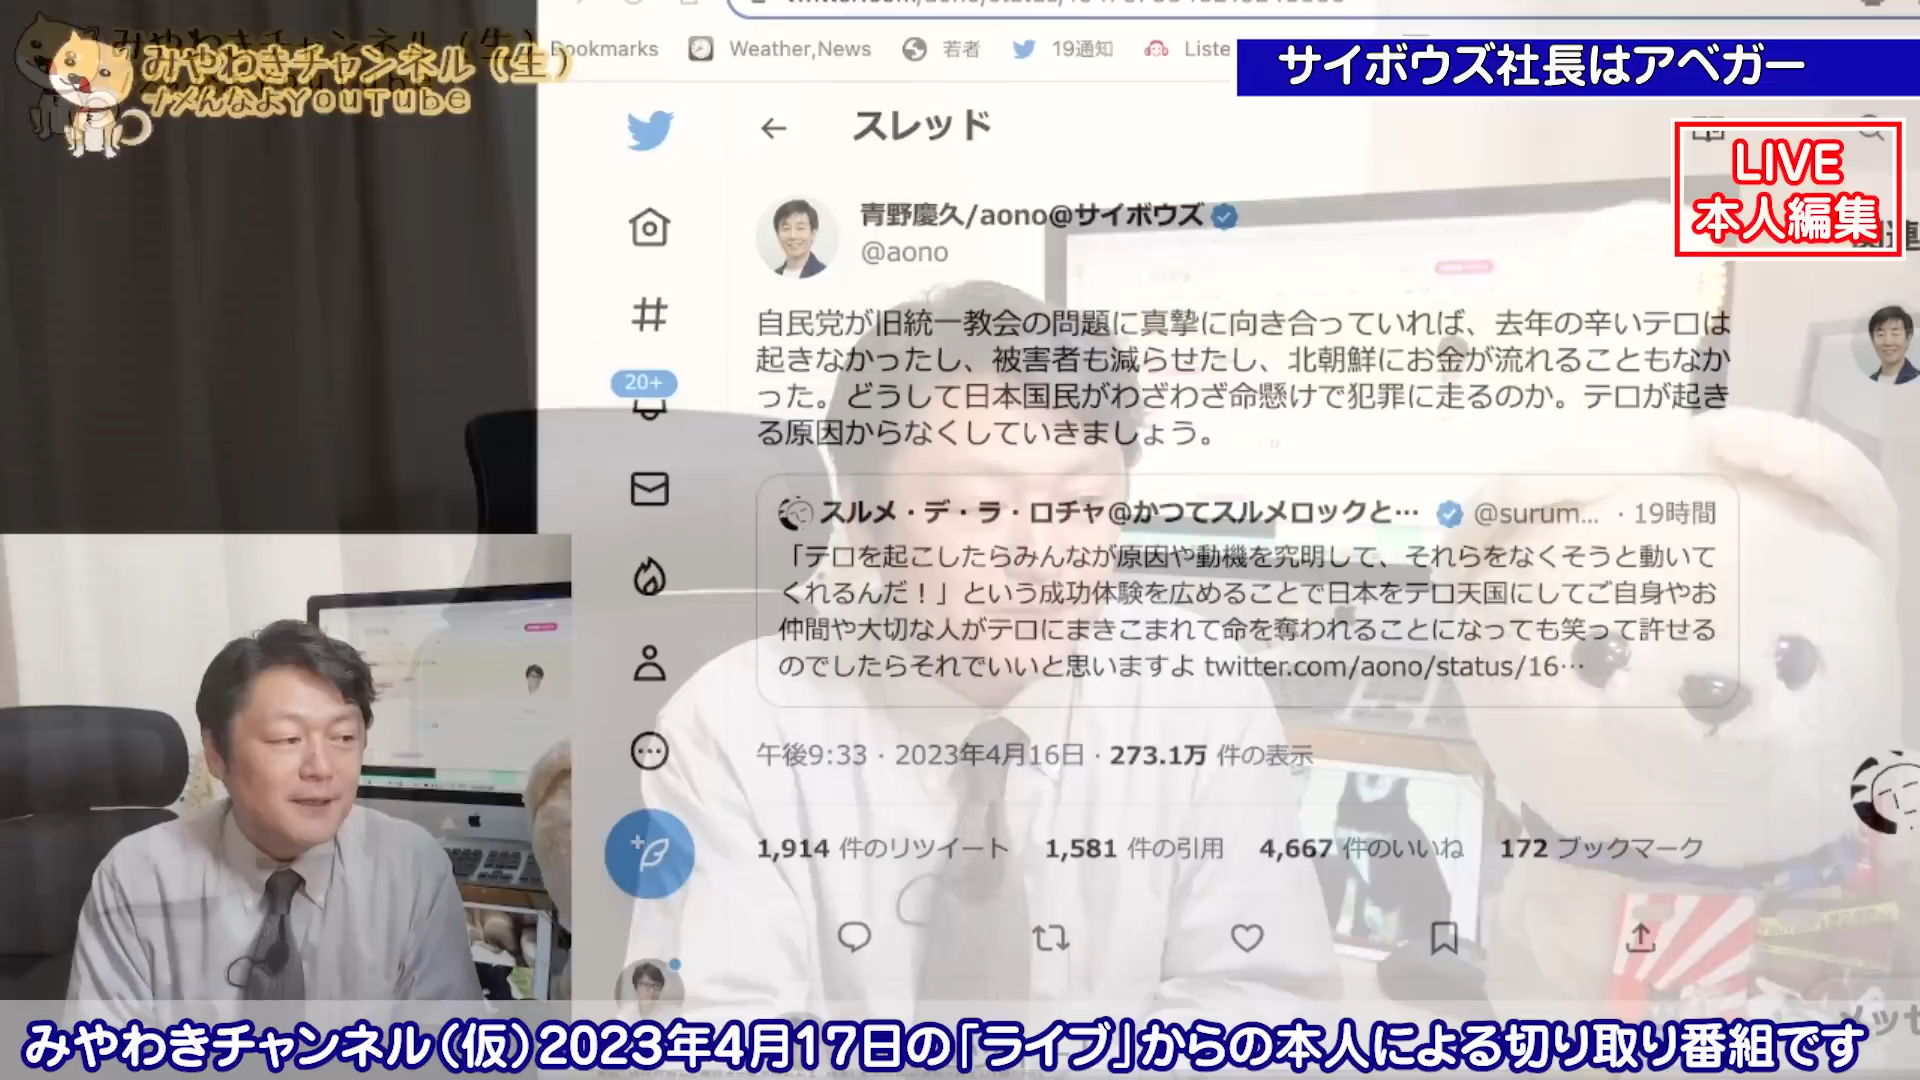 みやわきチャンネル（生）
ナメんなよYouTube
Bookmarks
Weather,News
若者
19通知
Liste
サイボウズ社長はアベガー
LIVE
本人編集
スレッド
青野慶久/aono@サイボウズ
@aono
自民党が旧統一教会の問題に真摯に向き合っていれば、去年の辛いテロは
起きなかったし、被害者も減らせたし、北朝鮮にお金が流れることもなか
った。どうして日本国民がわざわざ命懸けで犯罪に走るのか。テロが起き
る原因からなくしていきましょう。
20+
スルメ・デ・ラ・ロチャ@かつてスルメロックと… @surum… · 19時間
「テロを起こしたらみんなが原因や動機を究明して、それらをなくそうと動いて
くれるんだ！」という成功体験を広めることで日本をテロ天国にしてご自身やお
仲間や大切な人がテロにまきこまれて命を奪われることになっても笑って許せる
のでしたらそれでいいと思いますよ twitter.com/aono/status/16…
午後9:33 · 2023年4月16日 · 273.1万 件の表示
1,914 件のリツイート 1,581 件の引用 4,667 件のいいね 172 ブックマーク
メッセ
みやわきチャンネル（仮）2023年4月17日の「ライブ」からの本人による切り取り番組です